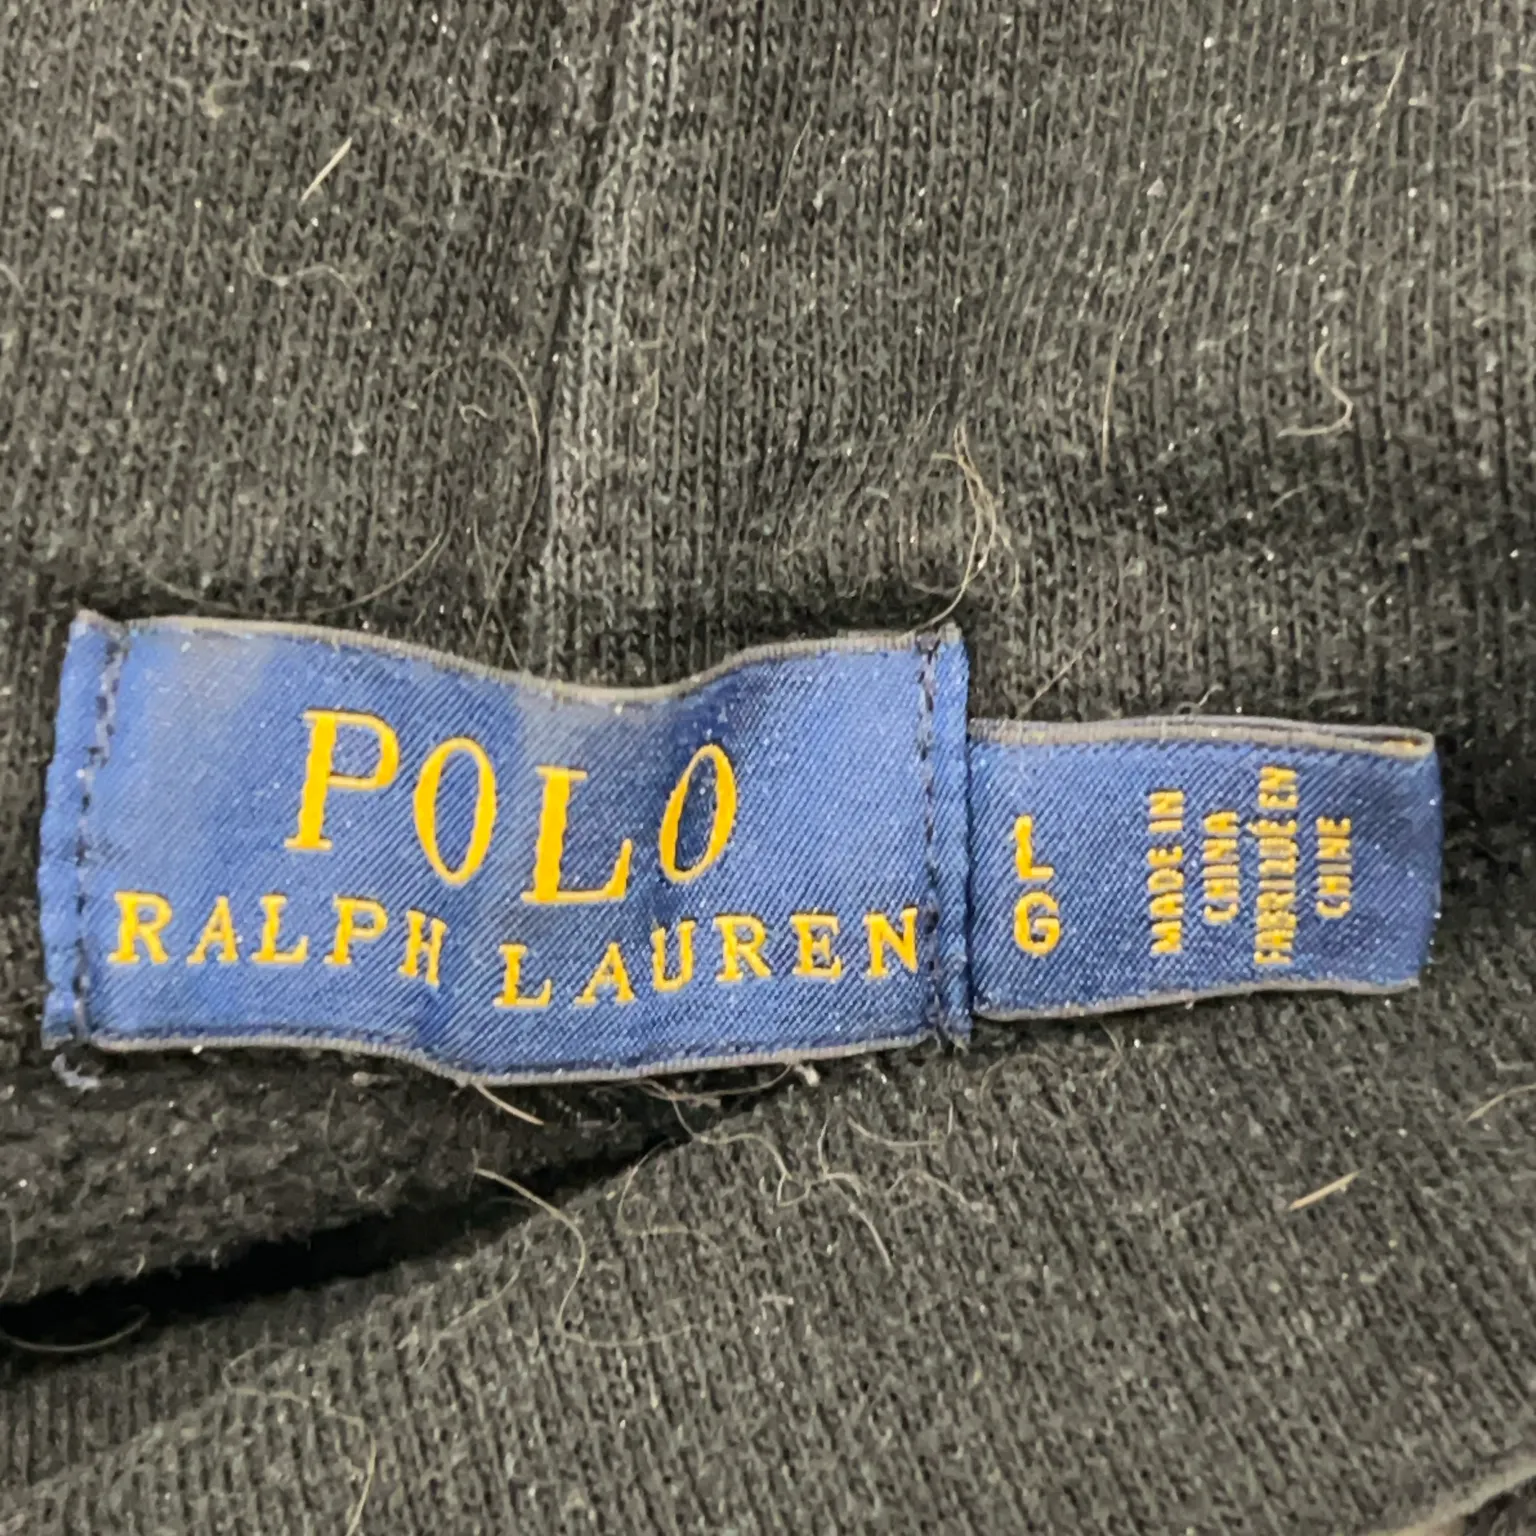 POLO
RALPH LAUREN
L
G
MADE IN
CHINA
FABRIQUÉ EN
CHINE